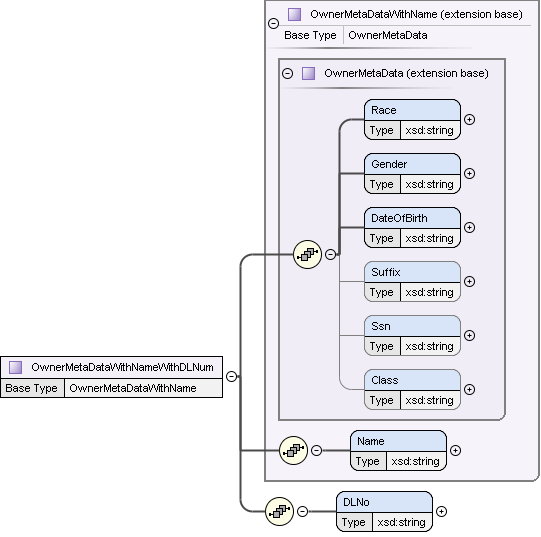 OwnerMetaDataWithName (extension base)
Base Type OwnerMetaData
OwnerMetaData (extension base)
Race
Type xsd:string
Gender
Type xsd:string
DateOfBirth
Type xsd:string
Suffix
Type xsd:string
Ssn
Type xsd:string
Class
Type xsd:string
OwnerMetaDataWithNameWithDLNum
Base Type OwnerMetaDataWithName
Name
Type xsd:string
DLNo
Type xsd:string